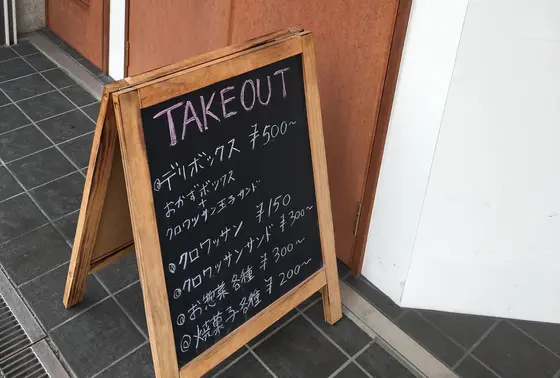 TAKE OUT
@デリボックス ¥500~
おかずボックス
+
クロワッサン玉子サンド
@クロワッサン ¥150
@クロワッサンサンド ¥300~
@お惣菜各種 ¥300~
@焼菓子各種 ¥200~